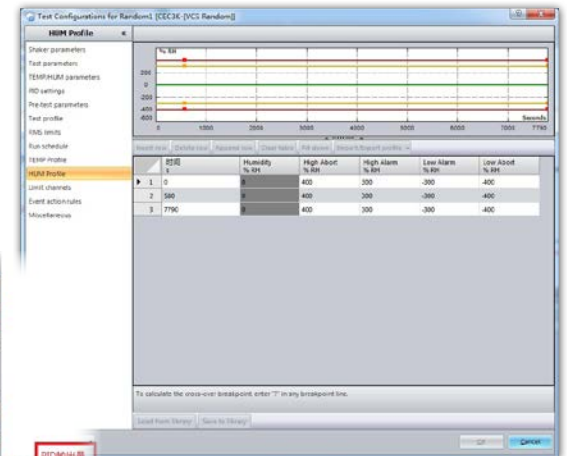 Test Configurations for Random1 [CEC3K-[VCS Random]]
HUM Profile «
Shaker parameters
Test parameters
TEMP/HUM parameters
PID settings
Pre-test parameters
Test profile
RMS limits
Run schedule
TEMP Profile
HUM Profile
Limit channels
Event action rules
Miscellaneous
% RH
200
0
-200
-400
-600
Seconds
0 1000 2000 3000 4000 5000 6000 7000 7790
Insert row Delete row Append row Clear table Fill down Import/Export profile
时间 s Humidity % RH High Abort % RH High Alarm % RH Low Alarm % RH Low Abort % RH
1 0 0 400 300 -300 -400
2 580 0 400 300 -300 -400
3 7790 0 400 300 -300 -400
To calculate the cross-over breakpoint, enter "?" in any breakpoint line.
Load from library Save to library
OK Cancel